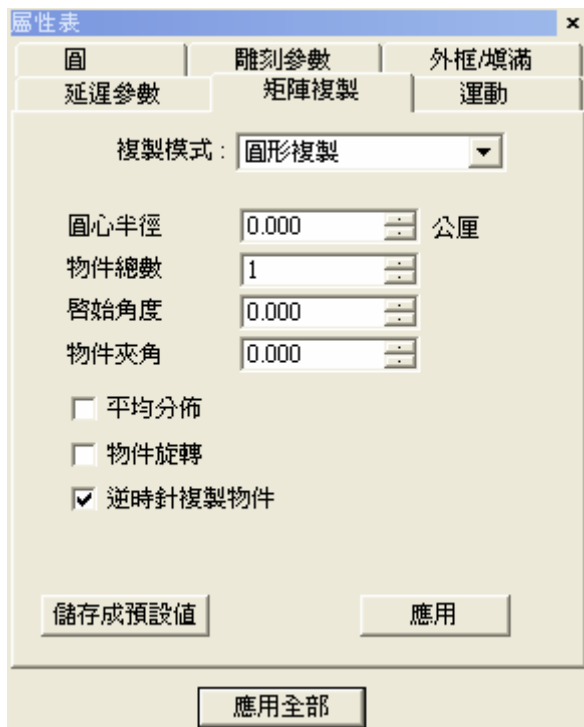 屬性表
圓 雕刻參數 外框/填滿
延遲參數 矩陣複製 運動
複製模式 : 圓形複製
圓心半徑 0.000 公厘
物件總數 1
啓始角度 0.000
物件夾角 0.000
平均分佈
物件旋轉
逆時針複製物件
儲存成預設值 應用
應用全部